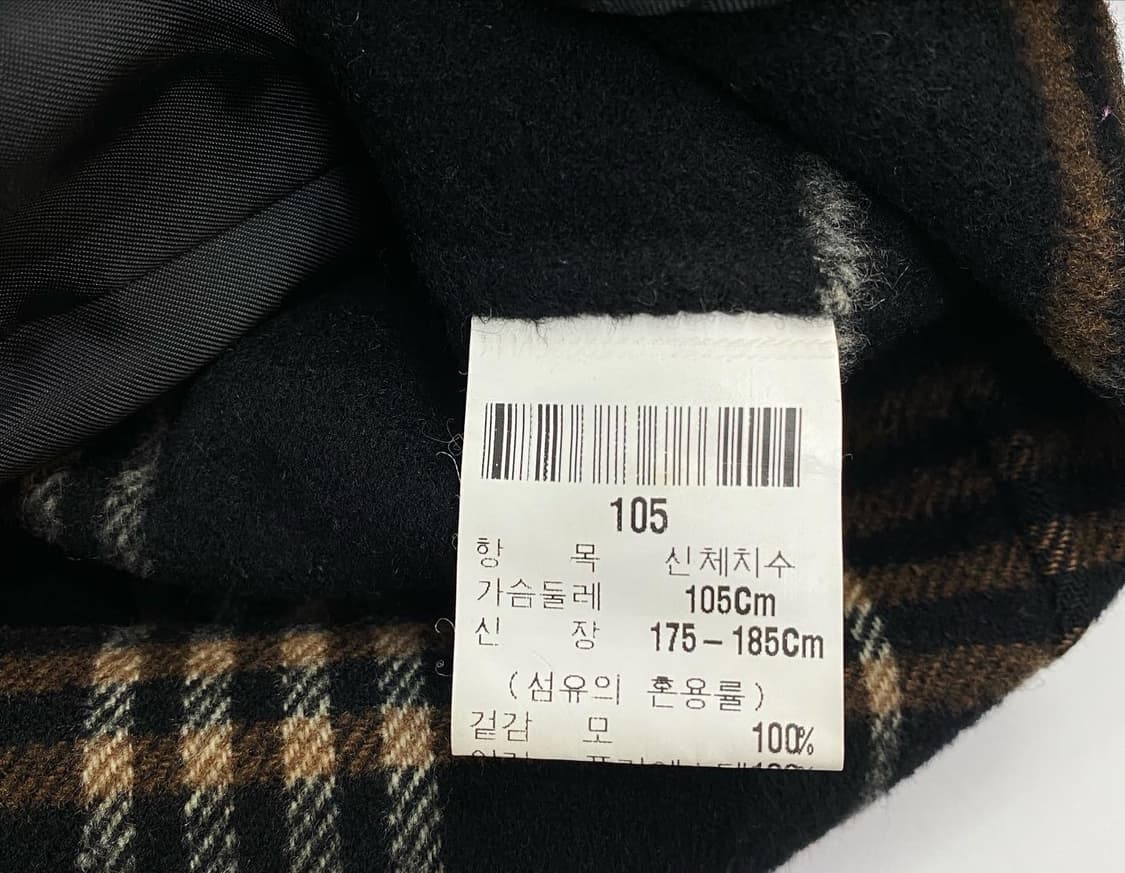 105
항 목 신체치수
가슴둘레 105Cm
신 장 175-185Cm
(섬유의 혼용률)
겉감 모 100%